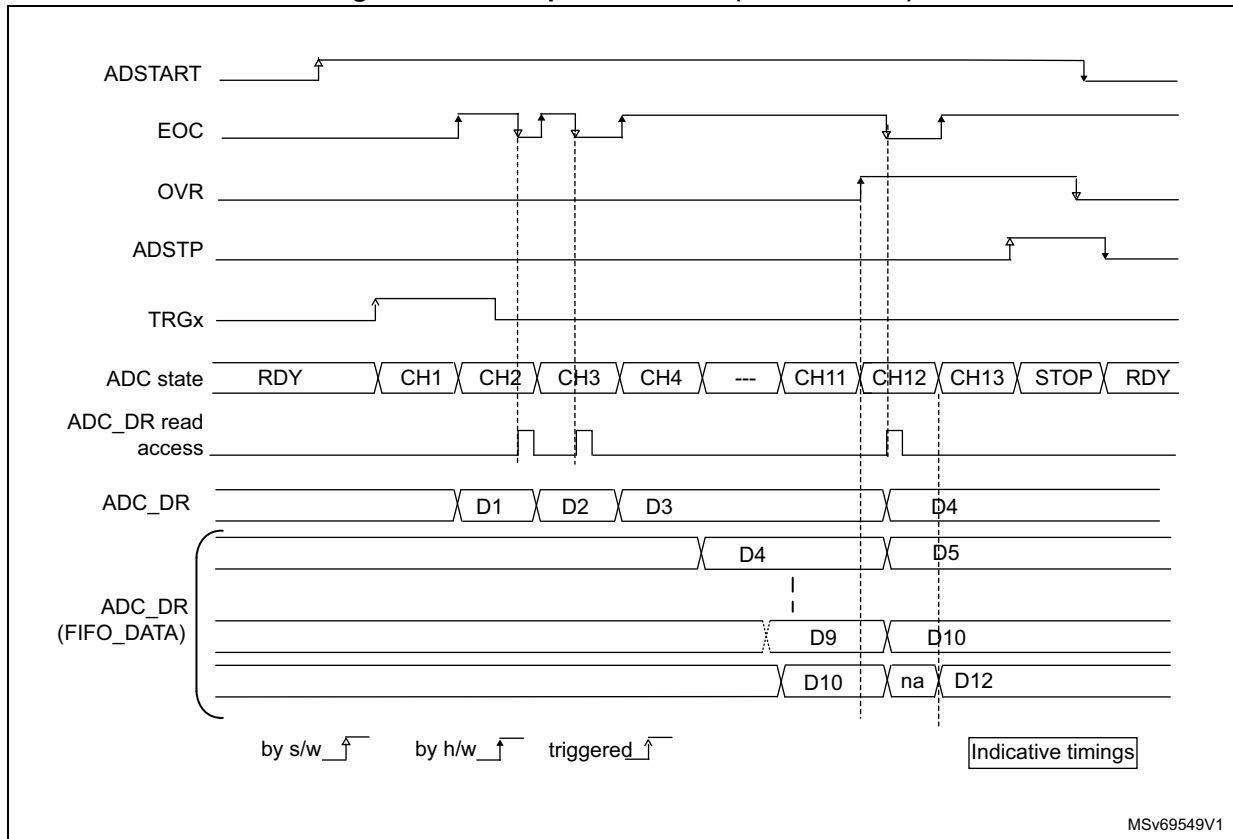 ADSTART
EOC
OVR
ADSTP
TRGx
ADC state RDY CH1 CH2 CH3 CH4 --- CH11 CH12 CH13 STOP RDY
ADC_DR read
access
ADC_DR D1 D2 D3 D4
D4 D5
ADC_DR
(FIFO_DATA)
D9 D10
D10 na D12
by s/w by h/w triggered Indicative timings
MSv69549V1